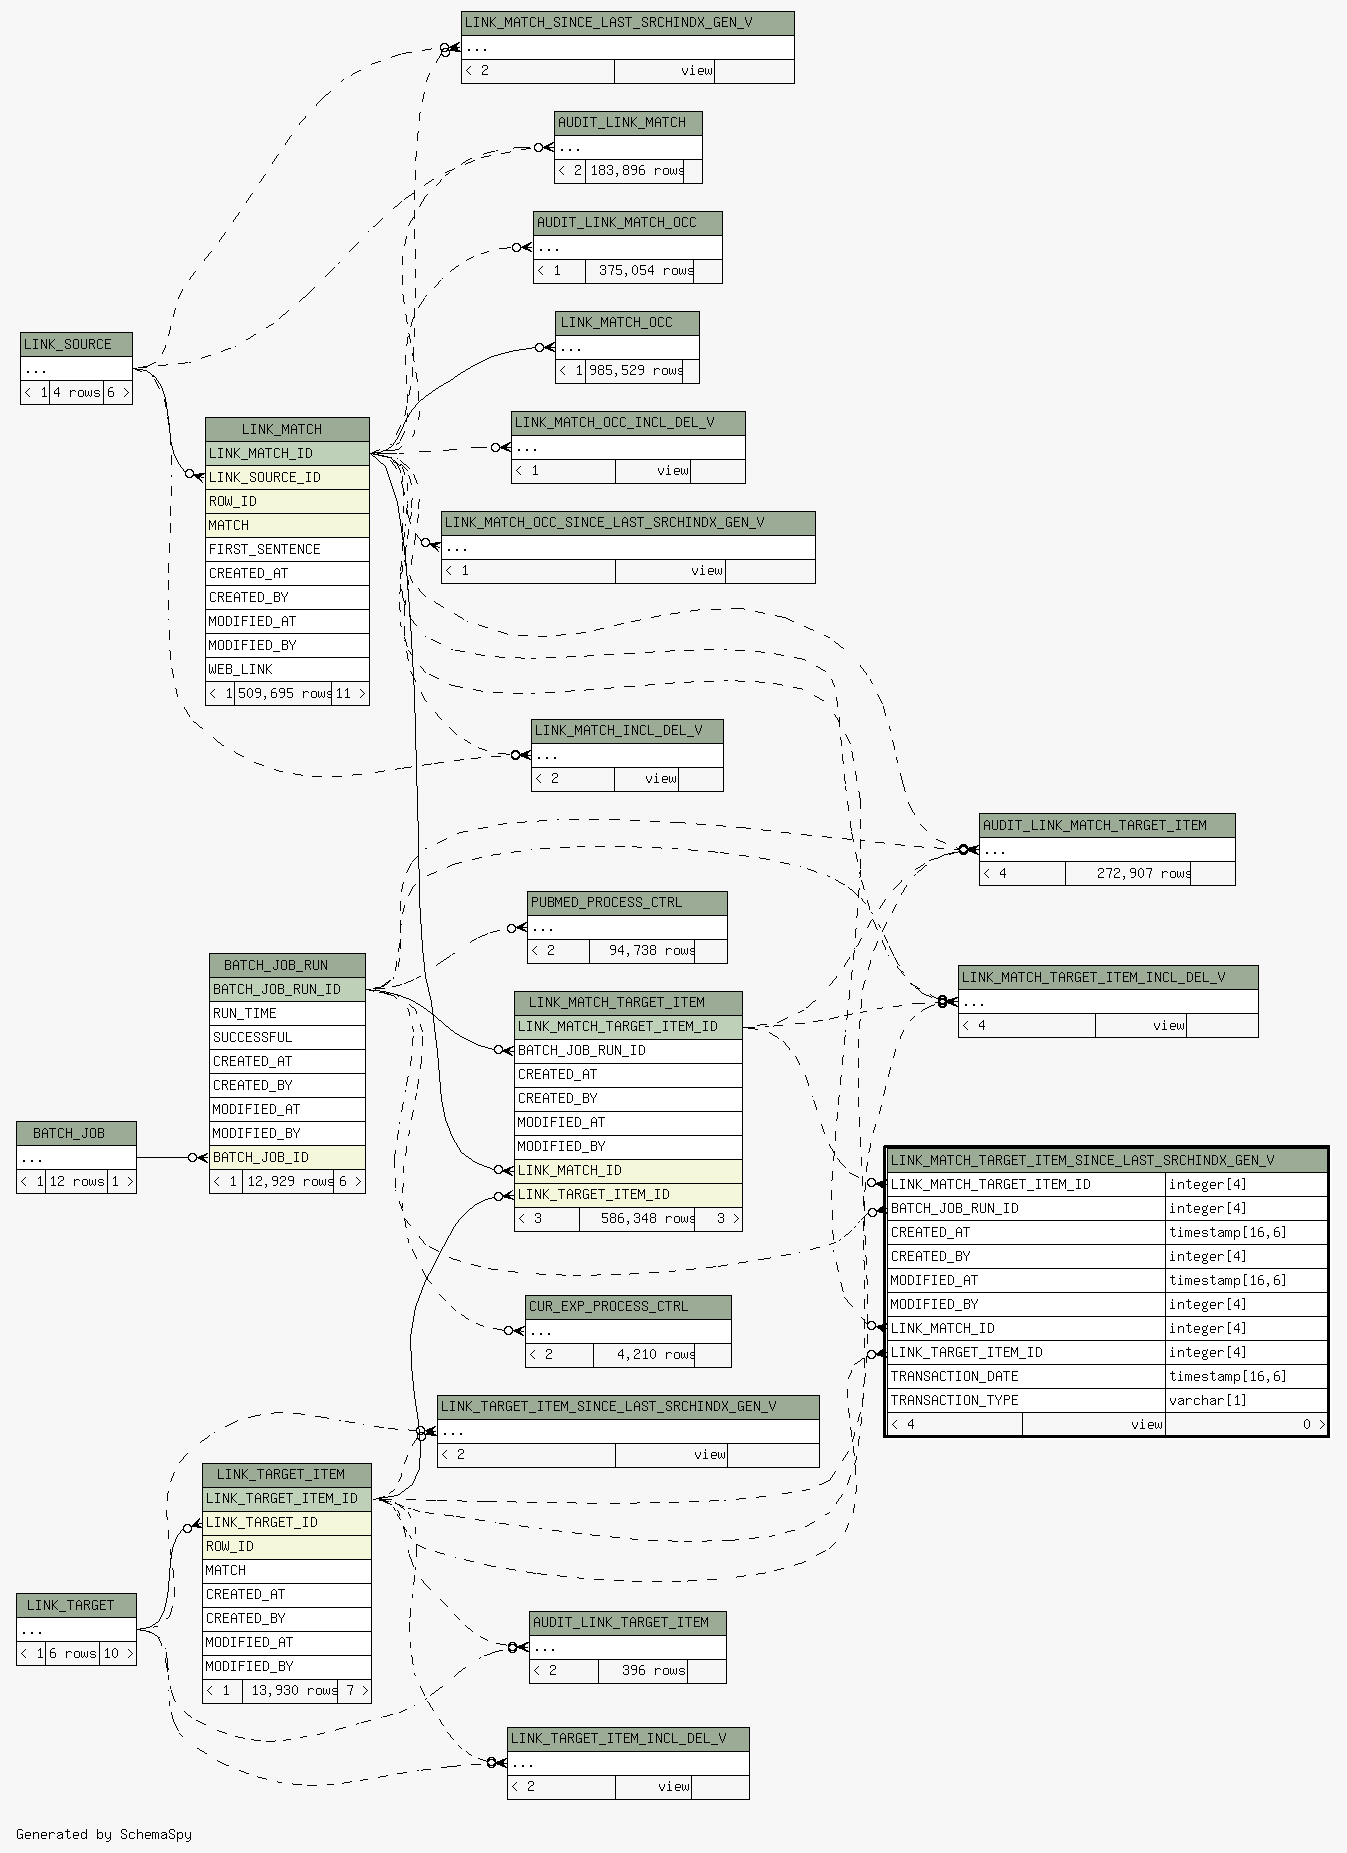 LINK_MATCH_SINCE_LAST_SRCHINDX_GEN_V
...
< 2 view
AUDIT_LINK_MATCH
...
< 2 183,896 rows
AUDIT_LINK_MATCH_OCC
...
< 1 375,054 rows
LINK_MATCH_OCC
...
< 1 985,529 rows
LINK_SOURCE
...
< 1 4 rows 6 >
LINK_MATCH
LINK_MATCH_ID
LINK_SOURCE_ID
ROW_ID
MATCH
FIRST_SENTENCE
CREATED_AT
CREATED_BY
MODIFIED_AT
MODIFIED_BY
WEB_LINK
< 1 509,695 rows 11 >
LINK_MATCH_OCC_INCL_DEL_V
...
< 1 view
LINK_MATCH_OCC_SINCE_LAST_SRCHINDX_GEN_V
...
< 1 view
LINK_MATCH_INCL_DEL_V
...
< 2 view
AUDIT_LINK_MATCH_TARGET_ITEM
...
< 4 272,907 rows
PUBMED_PROCESS_CTRL
...
< 2 94,738 rows
BATCH_JOB_RUN
BATCH_JOB_RUN_ID
RUN_TIME
SUCCESSFUL
CREATED_AT
CREATED_BY
MODIFIED_AT
MODIFIED_BY
BATCH_JOB_ID
< 1 12,929 rows 6 >
LINK_MATCH_TARGET_ITEM_INCL_DEL_V
...
< 4 view
LINK_MATCH_TARGET_ITEM
LINK_MATCH_TARGET_ITEM_ID
BATCH_JOB_RUN_ID
CREATED_AT
CREATED_BY
MODIFIED_AT
MODIFIED_BY
LINK_MATCH_ID
LINK_TARGET_ITEM_ID
< 3 586,348 rows 3 >
BATCH_JOB
...
< 1 12 rows 1 >
LINK_MATCH_TARGET_ITEM_SINCE_LAST_SRCHINDX_GEN_V
LINK_MATCH_TARGET_ITEM_ID integer[4]
BATCH_JOB_RUN_ID integer[4]
CREATED_AT timestamp[16,6]
CREATED_BY integer[4]
MODIFIED_AT timestamp[16,6]
MODIFIED_BY integer[4]
LINK_MATCH_ID integer[4]
LINK_TARGET_ITEM_ID integer[4]
TRANSACTION_DATE timestamp[16,6]
TRANSACTION_TYPE varchar[1]
< 4 view 0 >
CUR_EXP_PROCESS_CTRL
...
< 2 4,210 rows
LINK_TARGET_ITEM_SINCE_LAST_SRCHINDX_GEN_V
...
< 2 view
LINK_TARGET_ITEM
LINK_TARGET_ITEM_ID
LINK_TARGET_ID
ROW_ID
MATCH
CREATED_AT
CREATED_BY
MODIFIED_AT
MODIFIED_BY
< 1 13,930 rows 7 >
LINK_TARGET
...
< 1 6 rows 10 >
AUDIT_LINK_TARGET_ITEM
...
< 2 396 rows
LINK_TARGET_ITEM_INCL_DEL_V
...
< 2 view
Generated by SchemaSpy